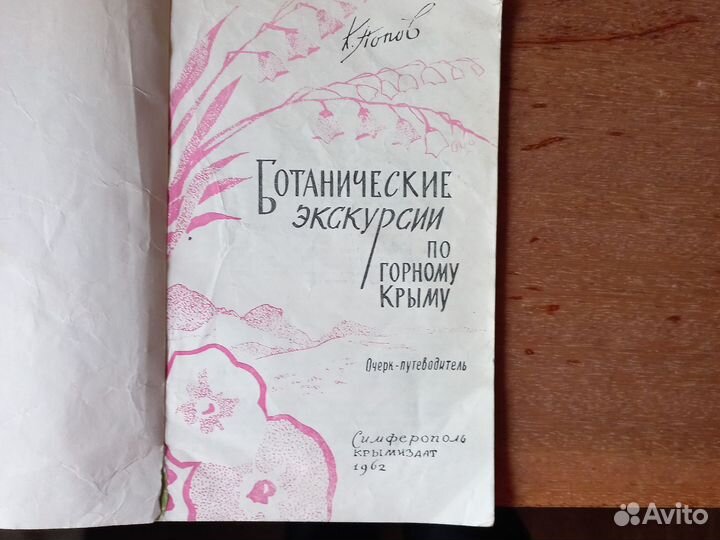 К. Попов
Ботанические
экскурсии
по
горному
Крыму
Очерк-путеводитель
Симферополь
Крымиздат
1962
Avito